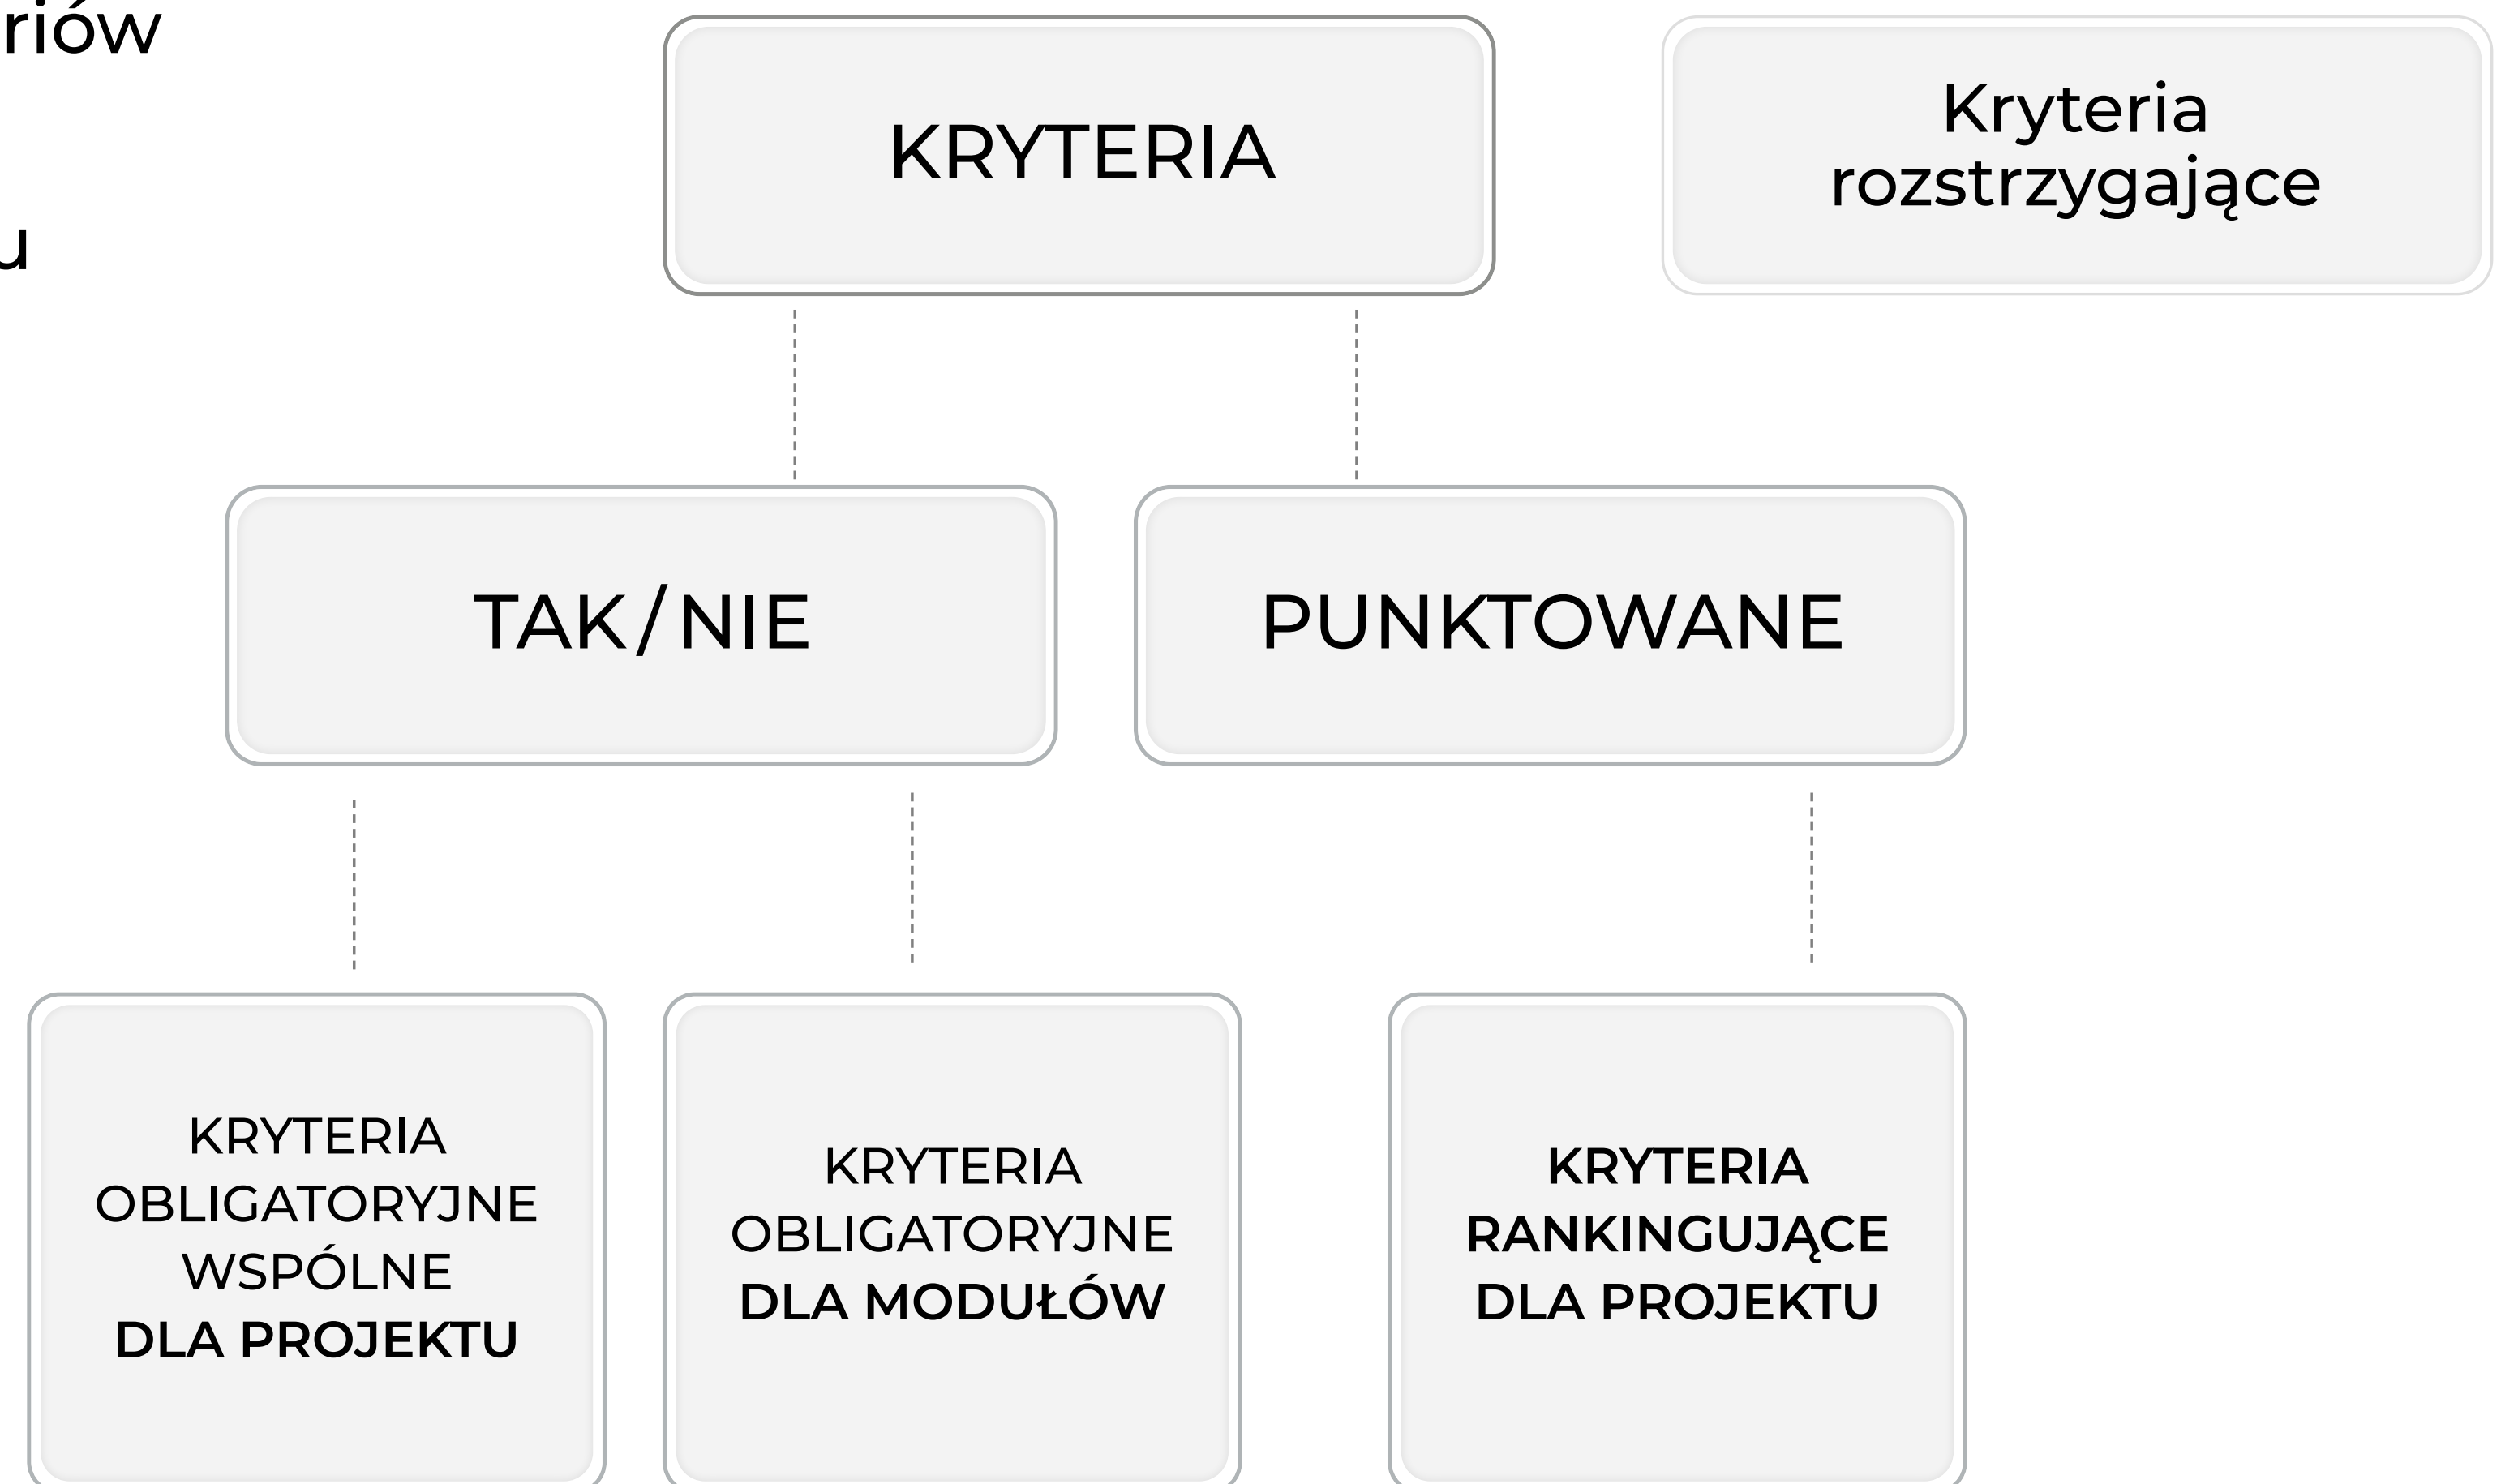 KRYTERIA
Kryteria
rozstrzygające
TAK/NIE
PUNKTOWANE
KRYTERIA
OBLIGATORYJNE
WSPÓLNE
DLA PROJEKTU
KRYTERIA
OBLIGATORYJNE
DLA MODUŁÓW
KRYTERIA
RANKINGUJĄCE
DLA PROJEKTU